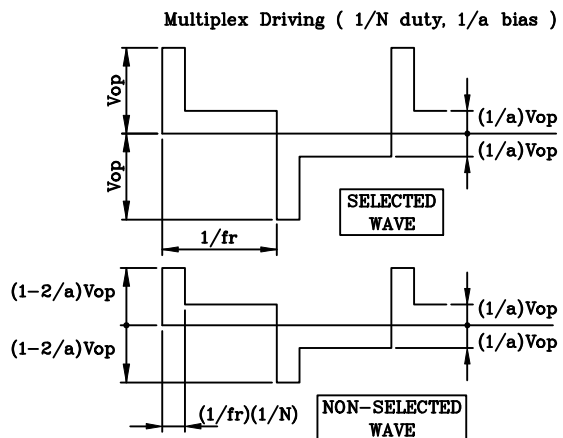 Multiplex Driving ( 1/N duty, 1/a bias )
Vop
(1/a)Vop
(1/a)Vop
Vop
SELECTED
WAVE
1/fr
(1-2/a)Vop
(1/a)Vop
(1-2/a)Vop
(1/a)Vop
(1/fr)(1/N)
NON-SELECTED
WAVE